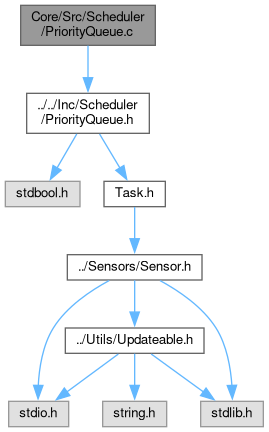 Core/Src/Scheduler
/PriorityQueue.c
../../Inc/Scheduler
/PriorityQueue.h
stdbool.h
Task.h
../Sensors/Sensor.h
../Utils/Updateable.h
stdio.h
string.h
stdlib.h